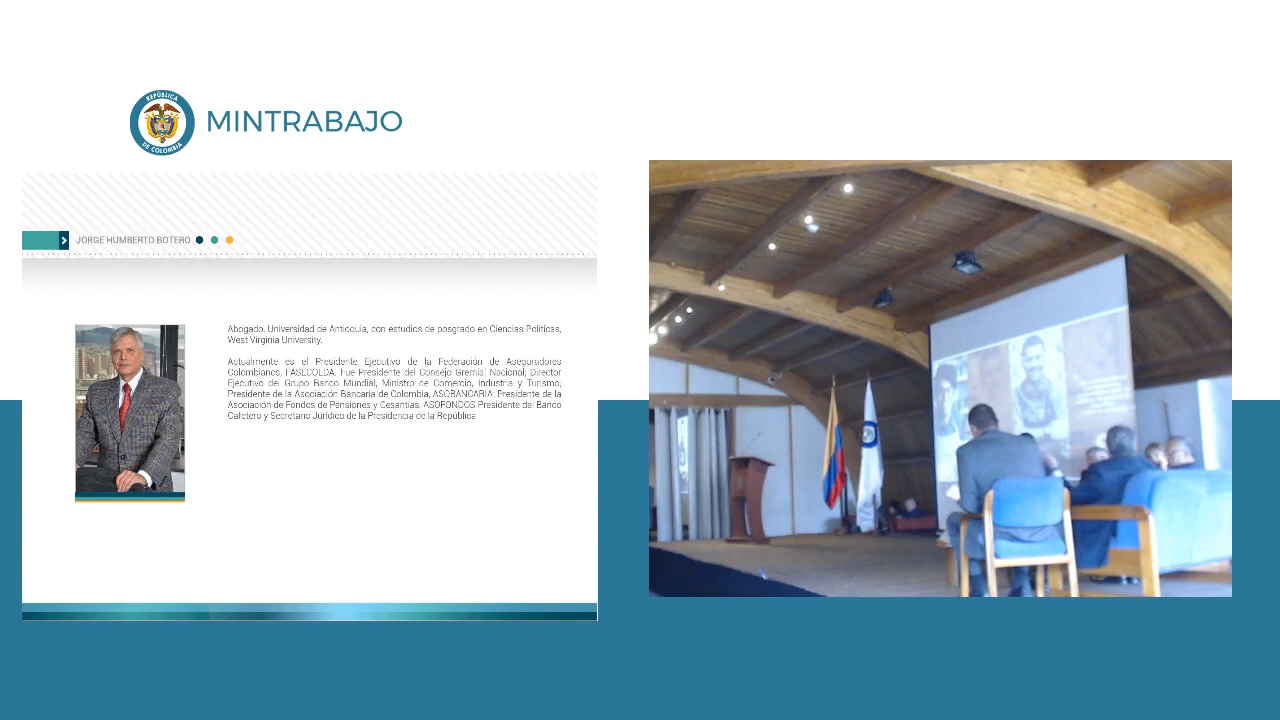 REPÚBLICA
DE COLOMBIA
MINTRABAJO
JORGE HUMBERTO BOTERO
Abogado. Universidad de Antioquia, con estudios de posgrado en Ciencias Políticas,
West Virginia University.
Actualmente es el Presidente Ejecutivo de la Federación de Aseguradores
Colombianos, FASECOLDA. Fue Presidente del Consejo Gremial Nacional; Director
Ejecutivo del Grupo Banco Mundial; Ministro de Comercio, Industria y Turismo;
Presidente de la Asociación Bancaria de Colombia, ASOBANCARIA. Presidente de la
Asociación de Fondos de Pensiones y Cesantías, ASOFONDOS Presidente del Banco
Cafetero y Secretario Jurídico de la Presidencia de la República